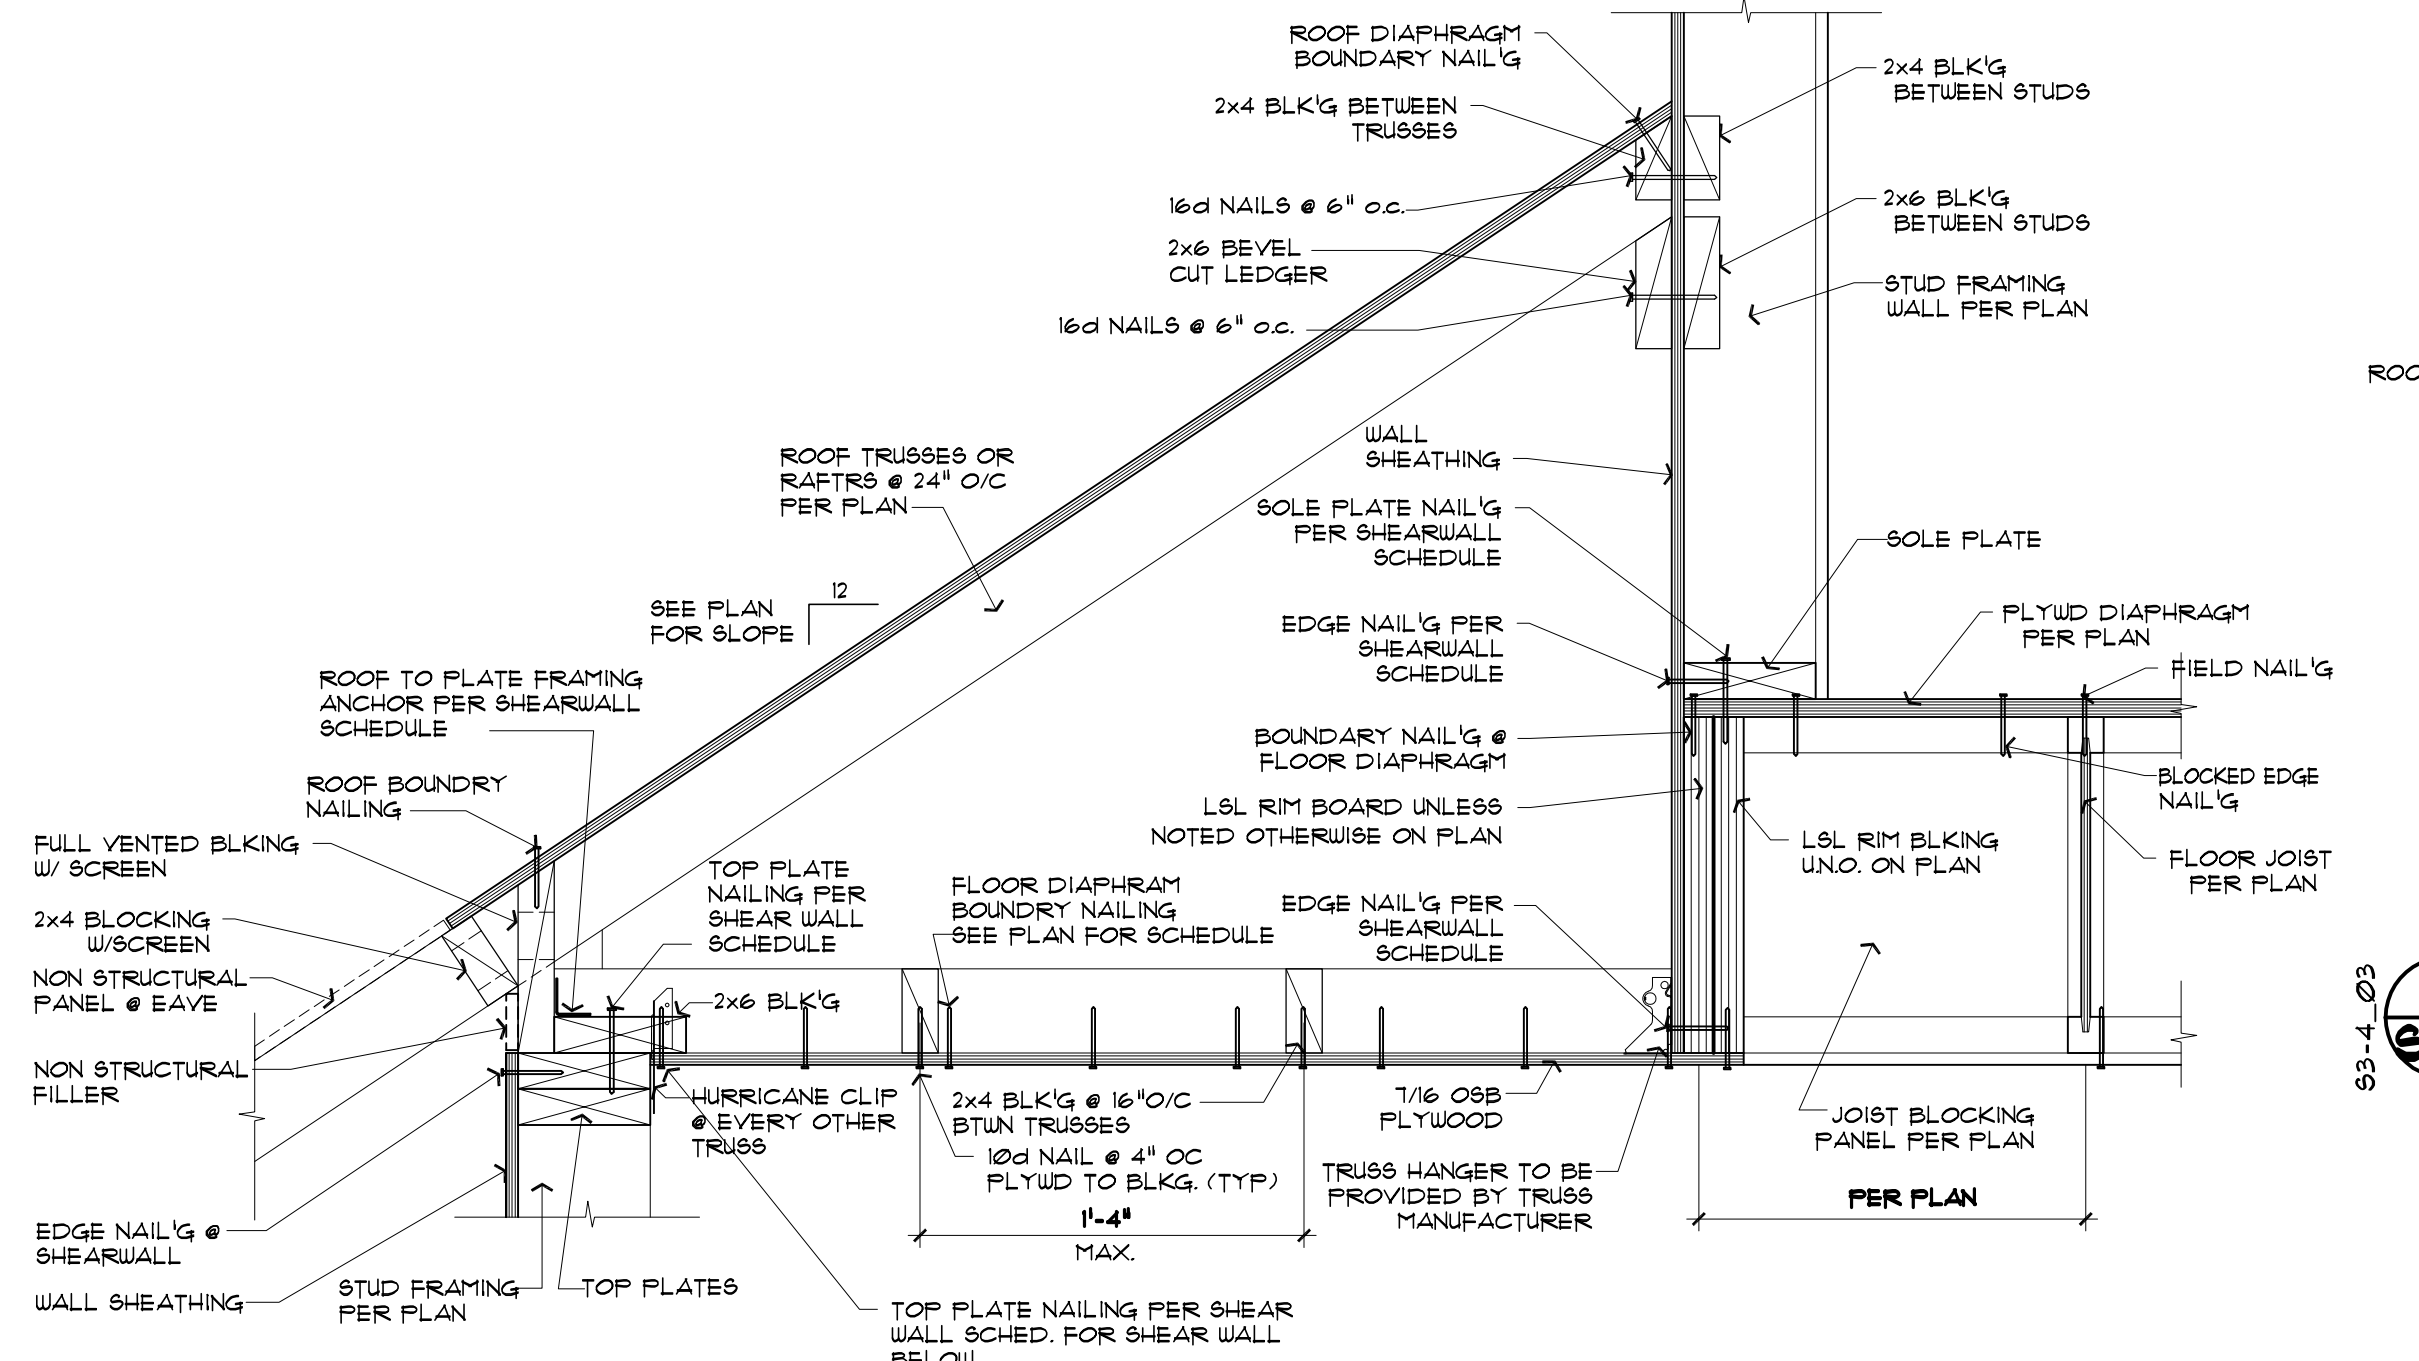 ROOF DIAPHRAGM
BOUNDARY NAIL'G
2x4 BLK'G BETWEEN
TRUSSES
16d NAILS @ 6" o.c.
2x6 BEVEL
CUT LEDGER
16d NAILS @ 6" o.c.
2x4 BLK'G
BETWEEN STUDS
2x6 BLK'G
BETWEEN STUDS
STUD FRAMING
WALL PER PLAN
ROOF TRUSSES OR
RAFTRS @ 24" O/C
PER PLAN
WALL
SHEATHING
SOLE PLATE NAIL'G
PER SHEARWALL
SCHEDULE
SOLE PLATE
12
SEE PLAN
FOR SLOPE
EDGE NAIL'G PER
SHEARWALL
SCHEDULE
PLYWD DIAPHRAGM
PER PLAN
FIELD NAIL'G
ROOF TO PLATE FRAMING
ANCHOR PER SHEARWALL
SCHEDULE
BOUNDARY NAIL'G @
FLOOR DIAPHRAGM
BLOCKED EDGE
NAIL'G
ROOF BOUNDRY
NAILING
LSL RIM BOARD UNLESS
NOTED OTHERWISE ON PLAN
LSL RIM BLKING
U.N.O. ON PLAN
FLOOR JOIST
PER PLAN
FULL VENTED BLKING
W/ SCREEN
TOP PLATE
NAILING PER
SHEAR WALL
SCHEDULE
FLOOR DIAPHRAM
BOUNDRY NAILING
SEE PLAN FOR SCHEDULE
EDGE NAIL'G PER
SHEARWALL
SCHEDULE
2x4 BLOCKING
W/SCREEN
NON STRUCTURAL
PANEL @ EAVE
2x6 BLK'G
NON STRUCTURAL
FILLER
HURRICANE CLIP
@ EVERY OTHER
TRUSS
2x4 BLK'G @ 16"O/C
BTWN TRUSSES
10d NAIL @ 4" OC
PLYWD TO BLKG. (TYP)
7/16 OSB
PLYWOOD
JOIST BLOCKING
PANEL PER PLAN
TRUSS HANGER TO BE
PROVIDED BY TRUSS
MANUFACTURER
PER PLAN
1'-4"
MAX.
EDGE NAIL'G @
SHEARWALL
WALL SHEATHING
STUD FRAMING
PER PLAN
TOP PLATES
TOP PLATE NAILING PER SHEAR
WALL SCHED. FOR SHEAR WALL
BELOW
S3-4_03